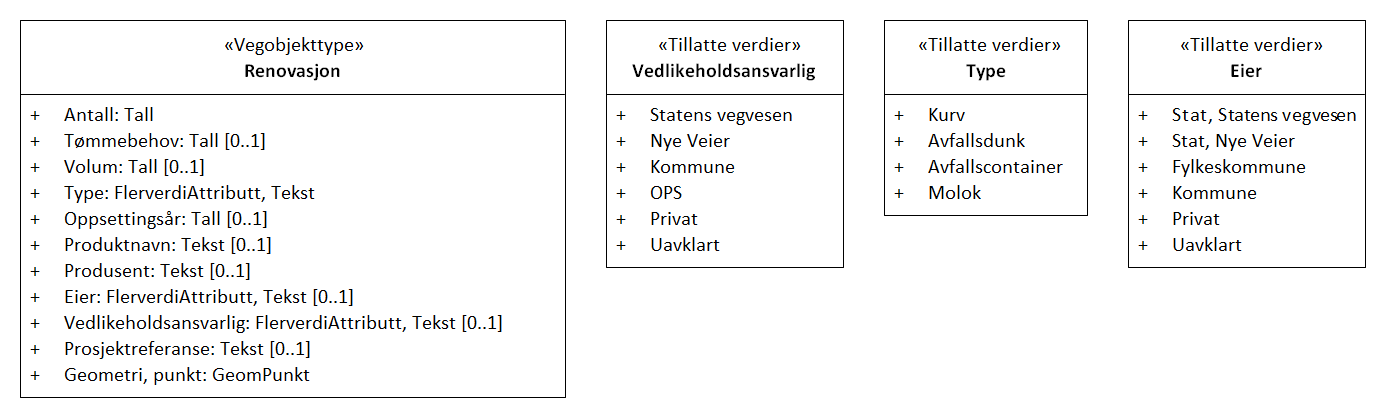 «Vegobjekttype»
Renovasjon
+ Antall: Tall
+ Tømmebehov: Tall [0..1]
+ Volum: Tall [0..1]
+ Type: FlerverdiAttributt, Tekst
+ Oppsettingsår: Tall [0..1]
+ Produktnavn: Tekst [0..1]
+ Produsent: Tekst [0..1]
+ Eier: FlerverdiAttributt, Tekst [0..1]
+ Vedlikeholdsansvarlig: FlerverdiAttributt, Tekst [0..1]
+ Prosjektreferanse: Tekst [0..1]
+ Geometri, punkt: GeomPunkt
«Tillatte verdier»
Vedlikeholdsansvarlig
+ Statens vegvesen
+ Nye Veier
+ Kommune
+ OPS
+ Privat
+ Uavklart
«Tillatte verdier»
Type
+ Kurv
+ Avfallsdunk
+ Avfallscontainer
+ Molok
«Tillatte verdier»
Eier
+ Stat, Statens vegvesen
+ Stat, Nye Veier
+ Fylkeskommune
+ Kommune
+ Privat
+ Uavklart